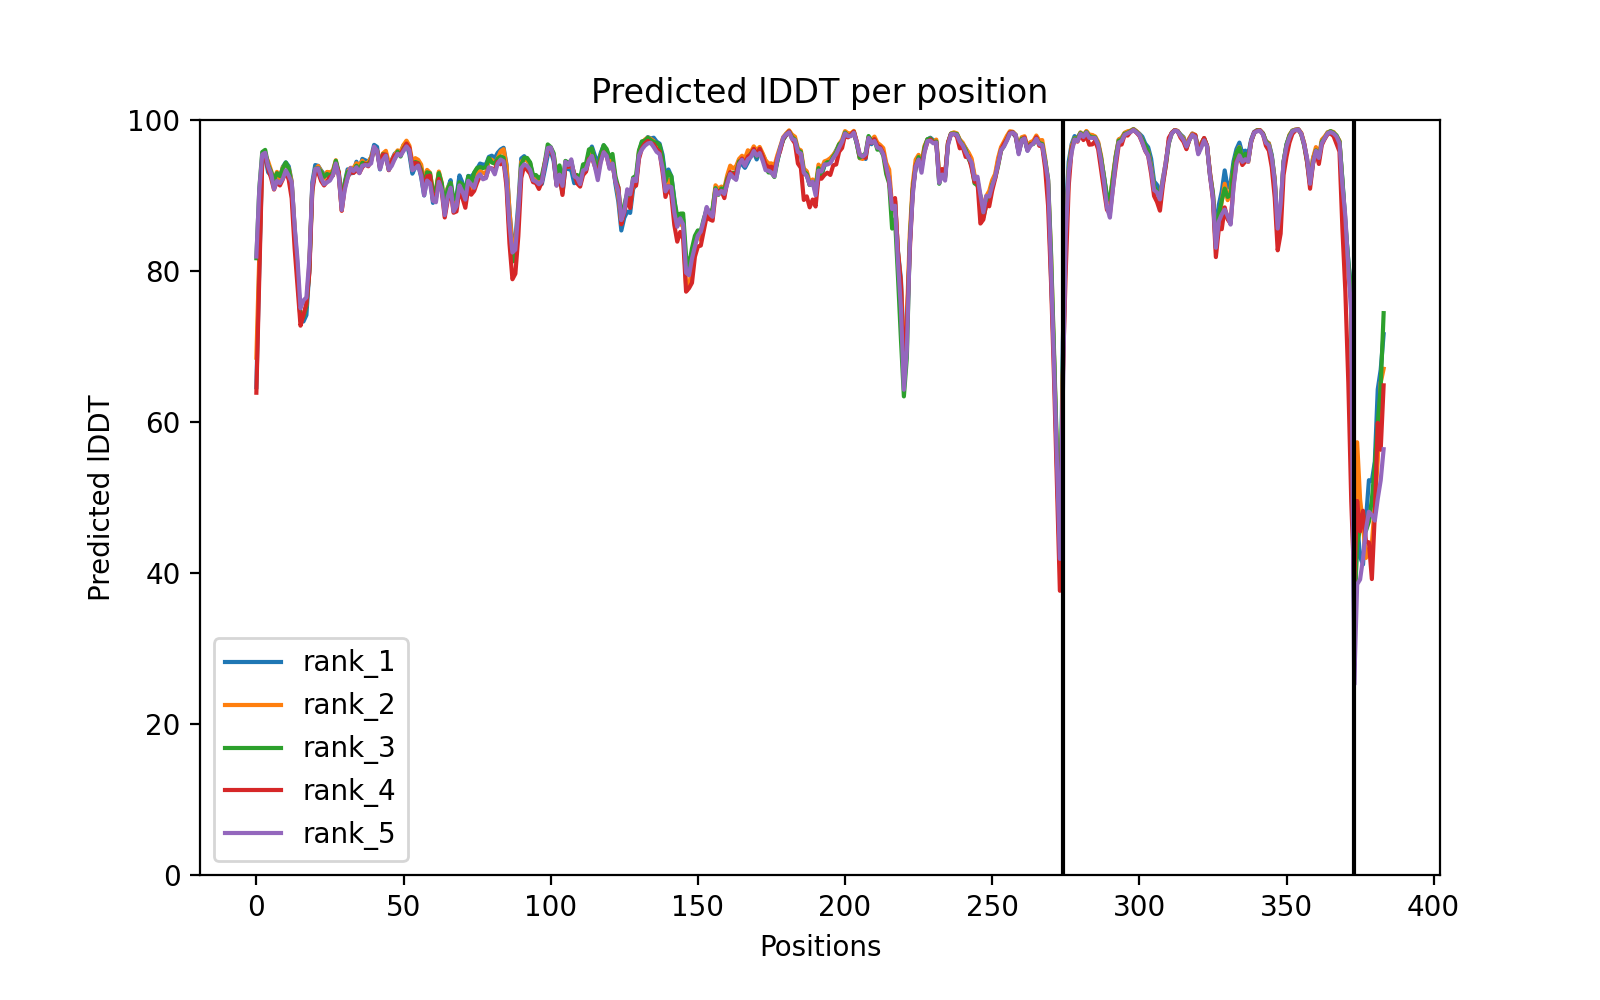 Predicted lDDT per position
Predicted lDDT
100
80
60
40
20
0
rank_1
rank_2
rank_3
rank_4
rank_5
0 50 100 150 200 250 300 350 400
Positions